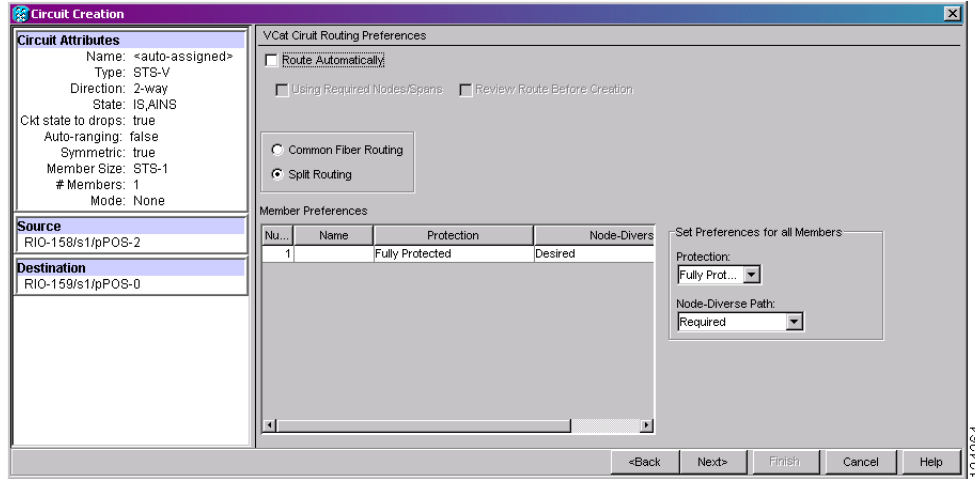 Circuit Creation
Circuit Attributes
Name: <auto-assigned>
Type: STS-V
Direction: 2-way
State: IS,AINS
Ckt state to drops: true
Auto-ranging: false
Symmetric: true
Member Size: STS-1
# Members: 1
Mode: None
Source
RIO-158/s1/pPOS-2
Destination
RIO-159/s1/pPOS-0
VCat Ciruit Routing Preferences
Route Automatically
Using Required Nodes/Spans Review Route Before Creation
Common Fiber Routing
Split Routing
Member Preferences
Nu... Name Protection Node-Divers
1 Fully Protected Desired
Set Preferences for all Members
Protection:
Fully Prot...
Node-Diverse Path:
Required
<Back Next> Finish Cancel Help